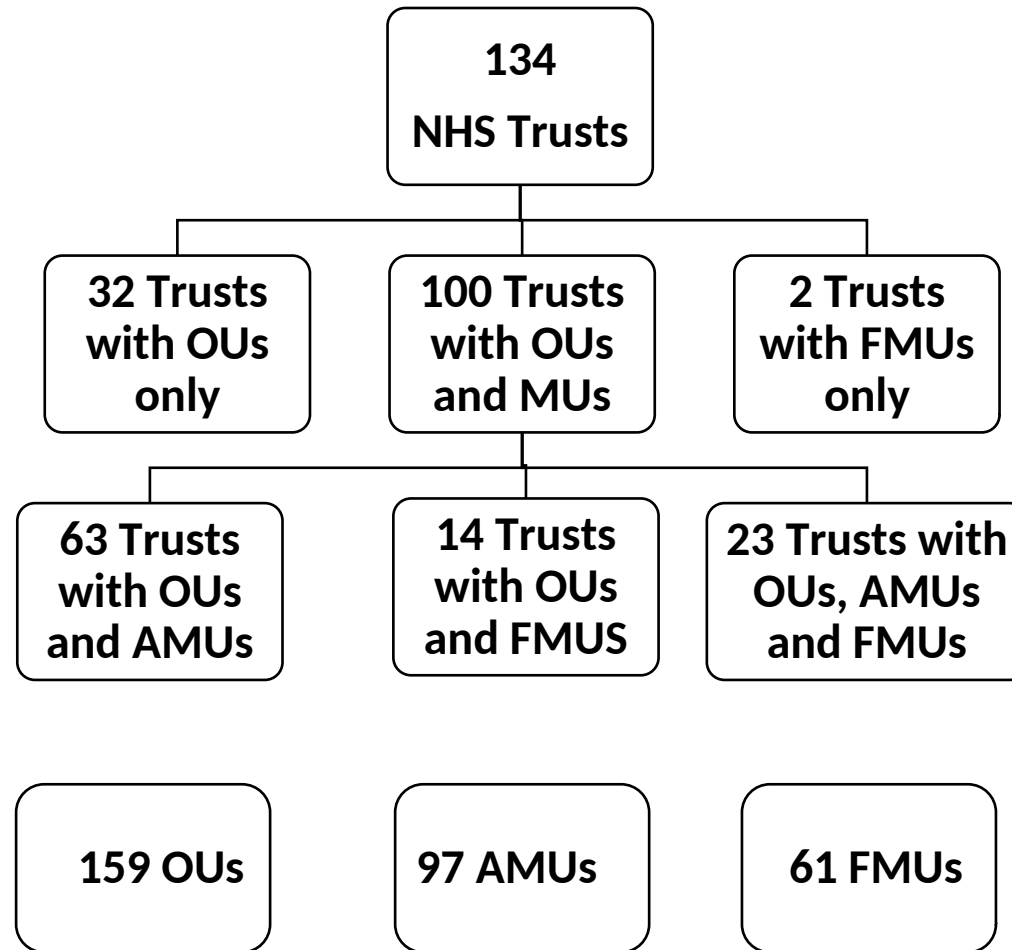 134
NHS Trusts
32 Trusts
with OUs
only
100 Trusts
with OUs
and MUs
2 Trusts
with FMUs
only
63 Trusts
with OUs
and AMUs
14 Trusts
with OUs
and FMUS
23 Trusts with
OUs, AMUs
and FMUs
159 OUs
97 AMUs
61 FMUs